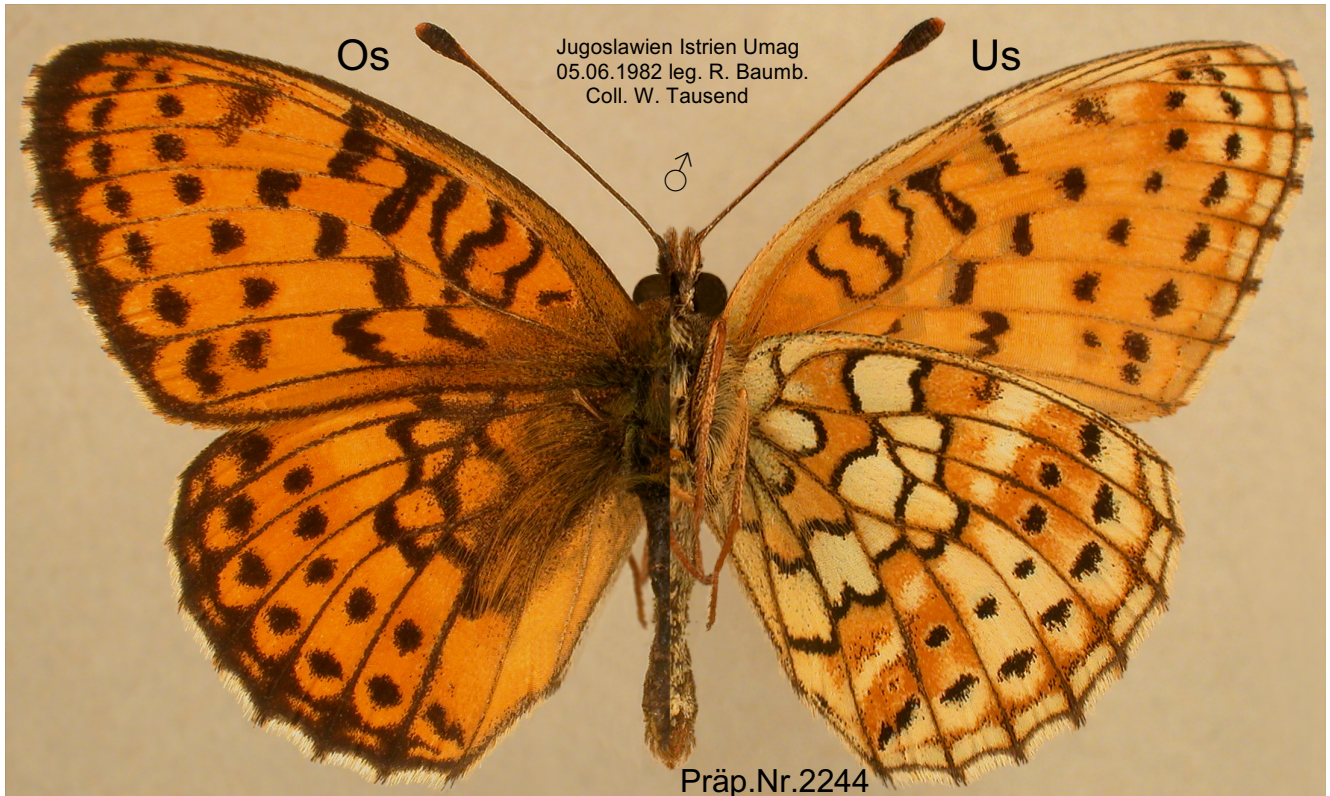 Os
Jugoslawien Istrien Umag
05.06.1982 leg. R. Baumb.
Coll. W. Tausend
Us
♂
Präp.Nr.2244